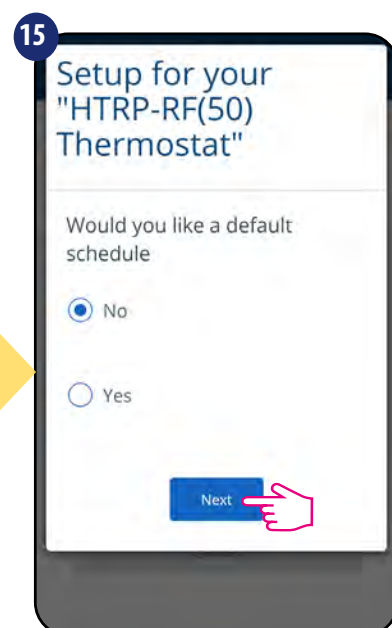 15
Setup for your
"HTRP-RF(50)
Thermostat"
Would you like a default
schedule
No
Yes
Next